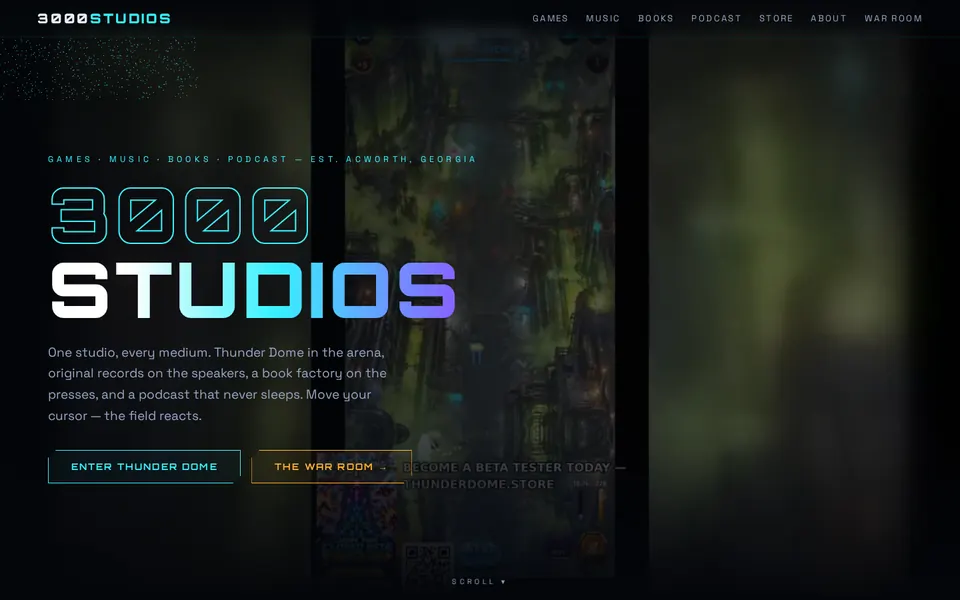 3000STUDIOS
GAMES MUSIC BOOKS PODCAST STORE ABOUT WAR ROOM
GAMES · MUSIC · BOOKS · PODCAST — EST. ACWORTH, GEORGIA
3000
STUDIOS
One studio, every medium. Thunder Dome in the arena,
original records on the speakers, a book factory on the
presses, and a podcast that never sleeps. Move your
cursor — the field reacts.
ENTER THUNDER DOME
THE WAR ROOM →
BECOME A BETA TESTER TODAY —
THUNDERDOME.STORE
SCROLL ▾